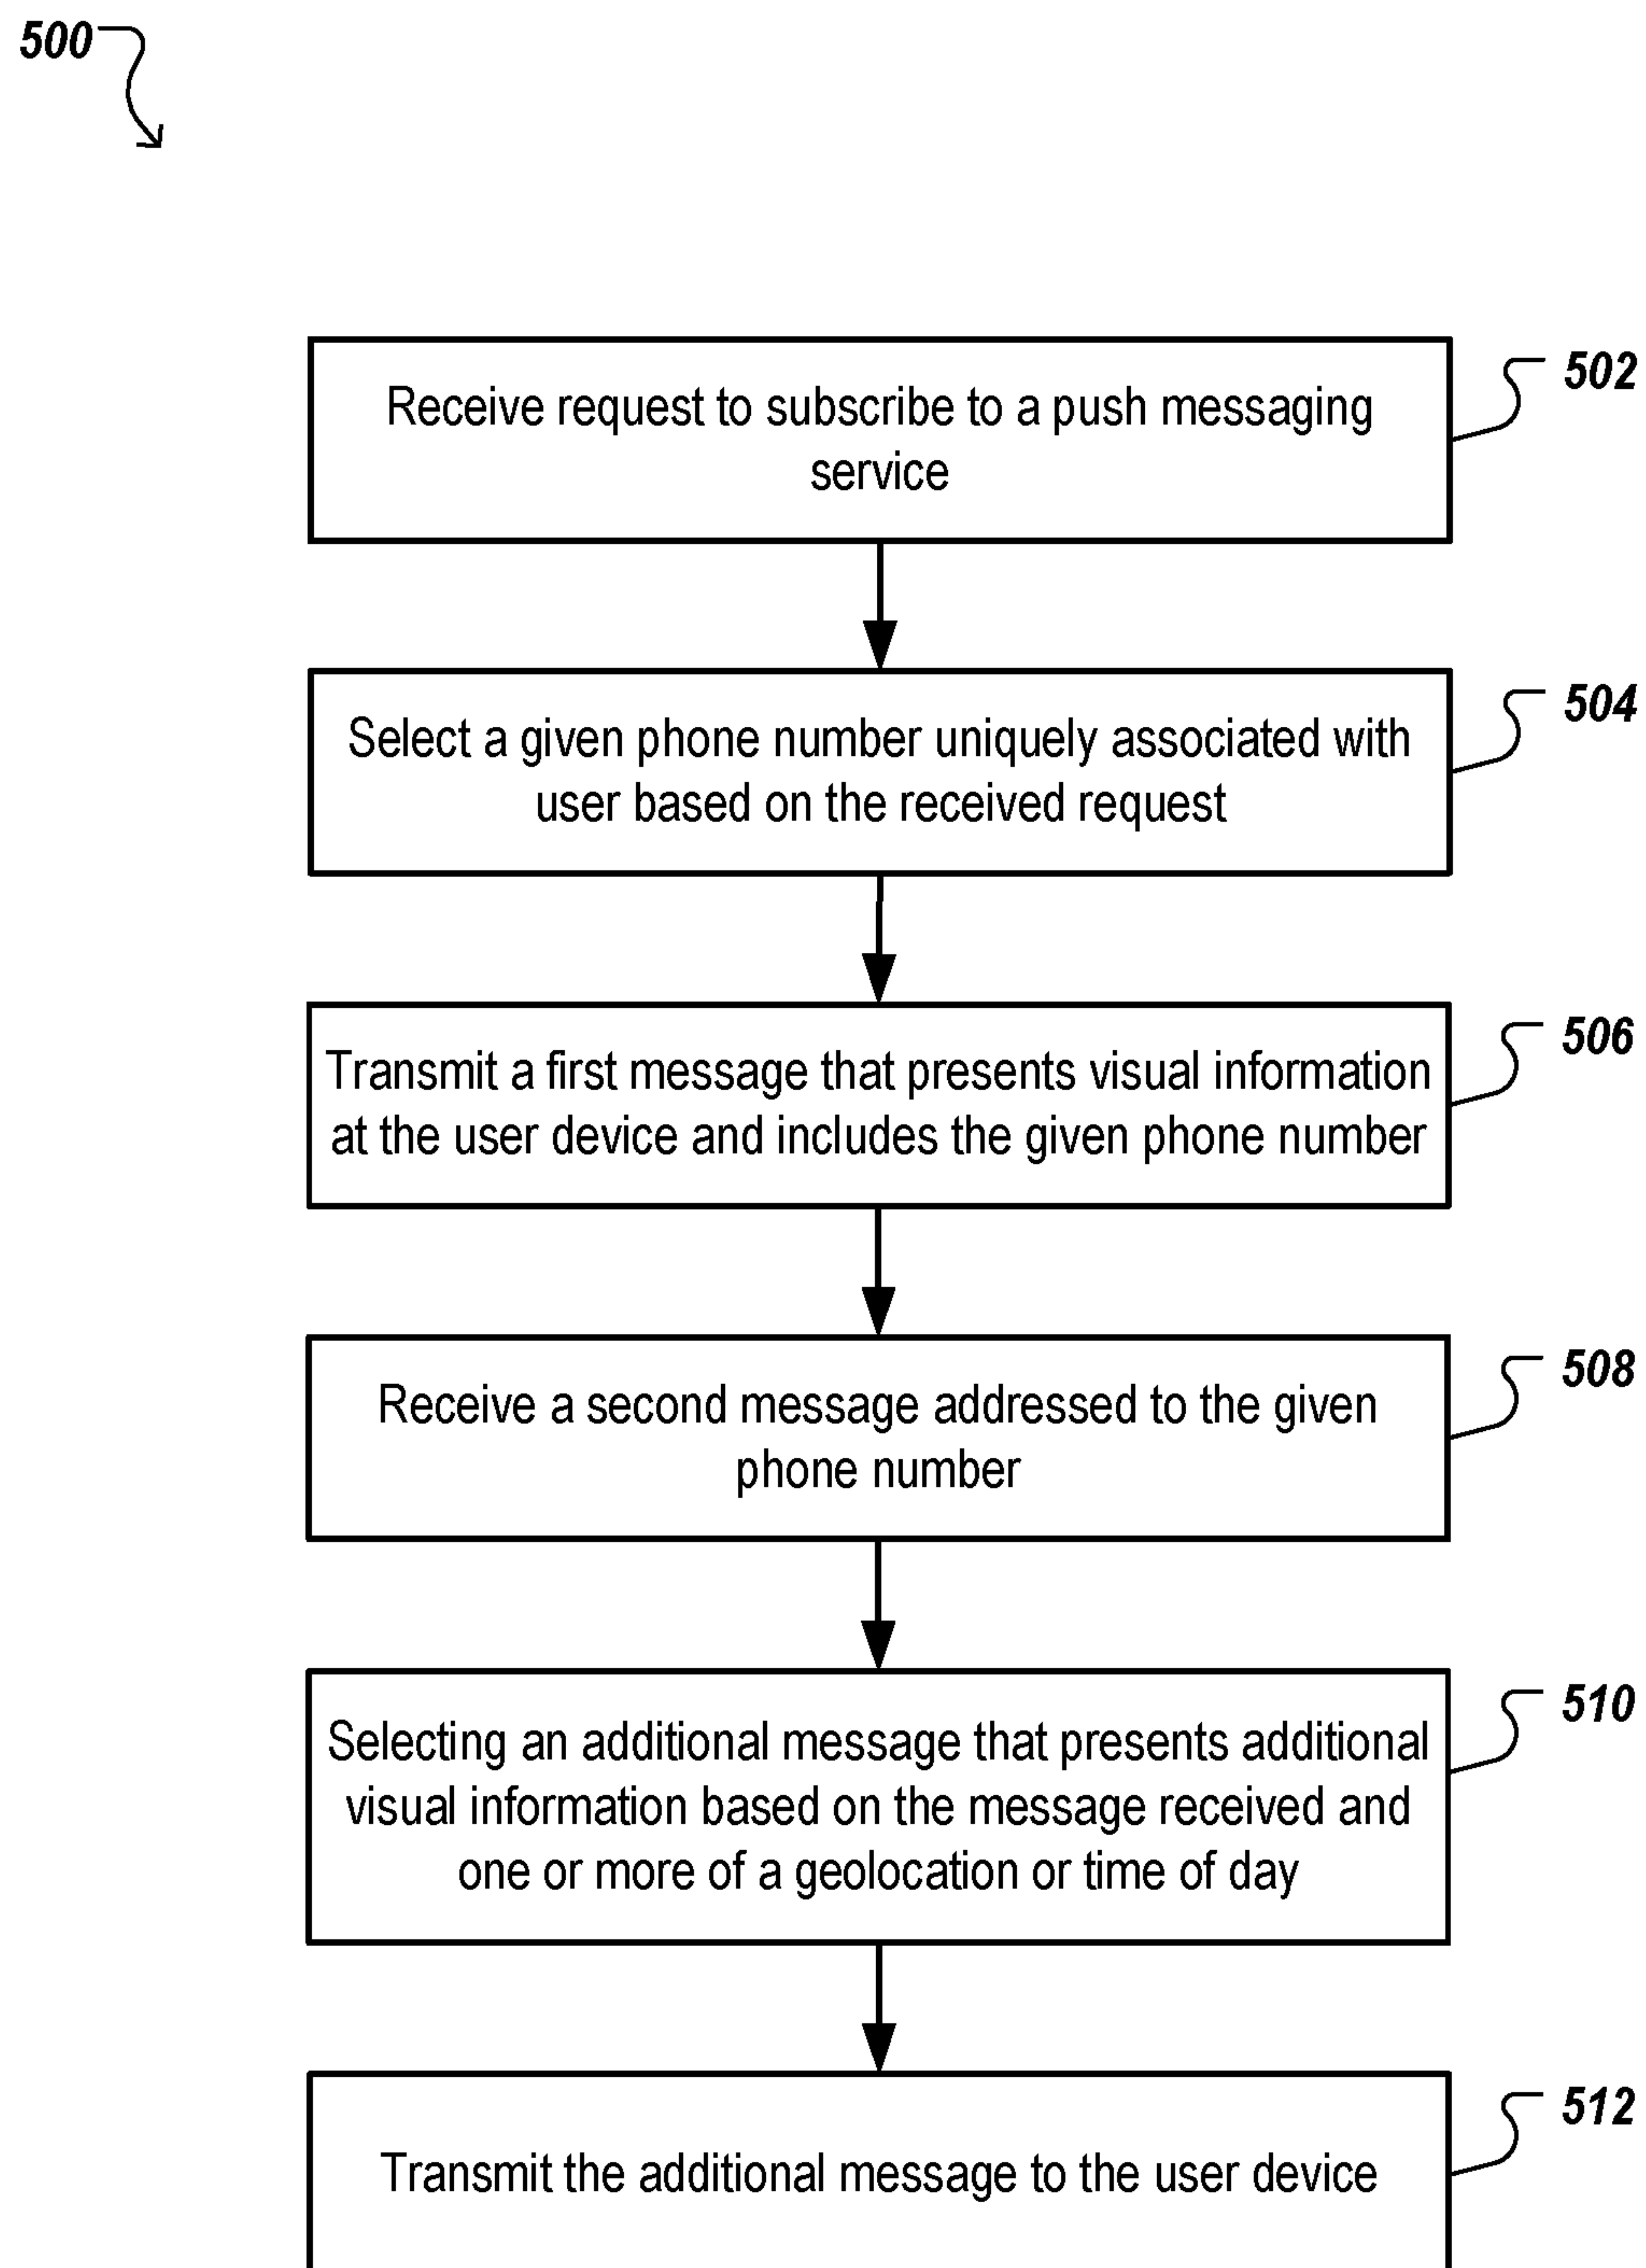 500
Receive request to subscribe to a push messaging
service
502
Select a given phone number uniquely associated with
user based on the received request
504
Transmit a first message that presents visual information
at the user device and includes the given phone number
506
Receive a second message addressed to the given
phone number
508
Selecting an additional message that presents additional
visual information based on the message received and
one or more of a geolocation or time of day
510
Transmit the additional message to the user device
512